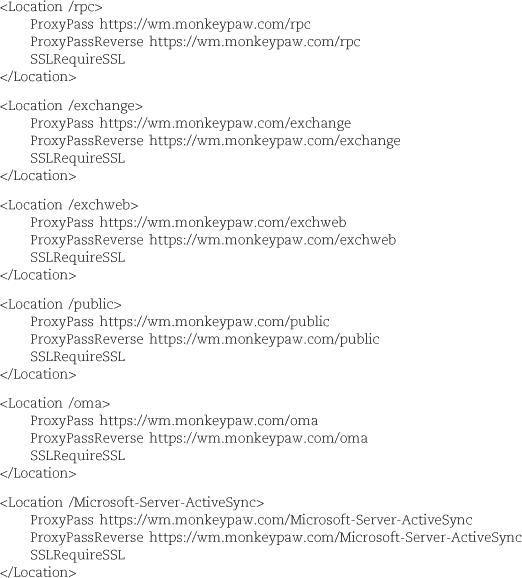 <Location /rpc>
ProxyPass https://wm.monkeypaw.com/rpc
ProxyPassReverse https://wm.monkeypaw.com/rpc
SSLRequireSSL
</Location>
<Location /exchange>
ProxyPass https://wm.monkeypaw.com/exchange
ProxyPassReverse https://wm.monkeypaw.com/exchange
SSLRequireSSL
</Location>
<Location /exchweb>
ProxyPass https://wm.monkeypaw.com/exchweb
ProxyPassReverse https://wm.monkeypaw.com/exchweb
SSLRequireSSL
</Location>
<Location /public>
ProxyPass https://wm.monkeypaw.com/public
ProxyPassReverse https://wm.monkeypaw.com/public
SSLRequireSSL
</Location>
<Location /oma>
ProxyPass https://wm.monkeypaw.com/oma
ProxyPassReverse https://wm.monkeypaw.com/oma
SSLRequireSSL
</Location>
<Location /Microsoft-Server-ActiveSync>
ProxyPass https://wm.monkeypaw.com/Microsoft-Server-ActiveSync
ProxyPassReverse https://wm.monkeypaw.com/Microsoft-Server-ActiveSync
SSLRequireSSL
</Location>